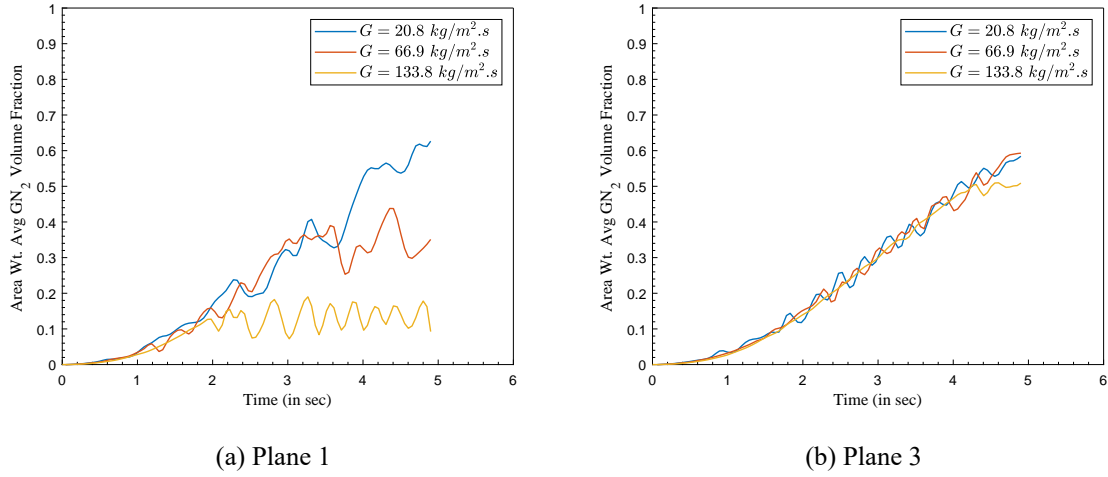 1
0.9
0.8
0.7
0.6
0.5
0.4
0.3
0.2
0.1
0
Area Wt. Avg GN₂ Volume Fraction
G = 20.8 kg/m².s
G = 66.9 kg/m².s
G = 133.8 kg/m².s
0 1 2 3 4 5 6
Time (in sec)
(a) Plane 1
1
0.9
0.8
0.7
0.6
0.5
0.4
0.3
0.2
0.1
0
Area Wt. Avg GN₂ Volume Fraction
G = 20.8 kg/m².s
G = 66.9 kg/m².s
G = 133.8 kg/m².s
0 1 2 3 4 5 6
Time (in sec)
(b) Plane 3